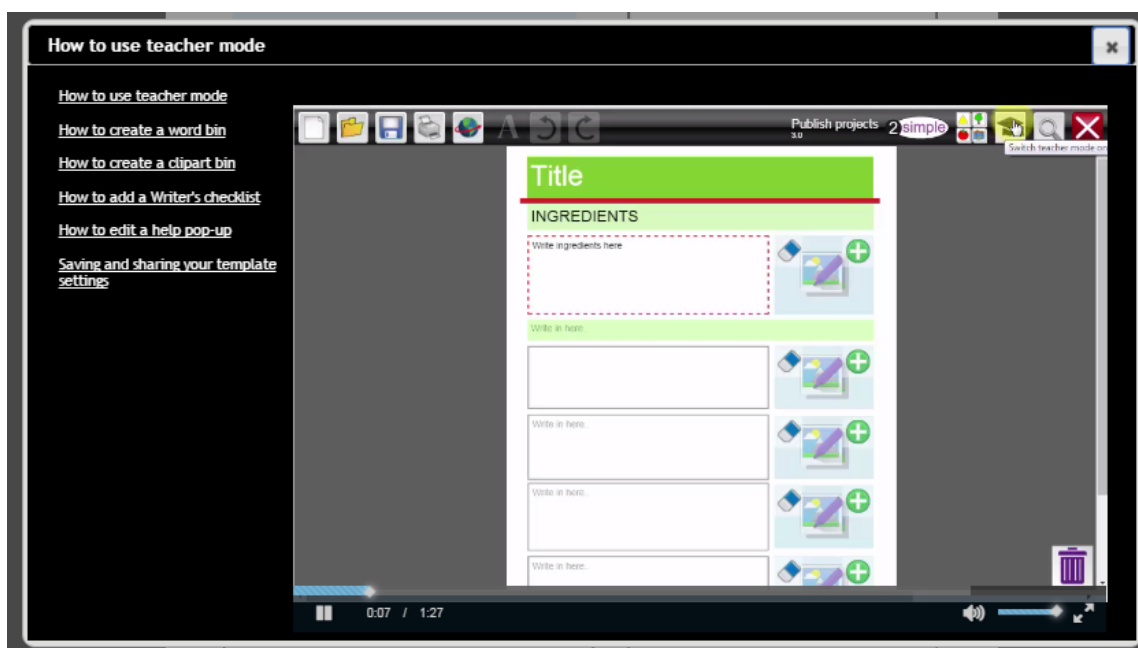 How to use teacher mode
How to use teacher mode
How to create a word bin
How to create a clipart bin
How to add a Writer's checklist
How to edit a help pop-up
Saving and sharing your template
settings
A
Publish projects
3.0
2simple
Switch teacher mode on
Title
INGREDIENTS
Write ingredients here
Write in here.
Write in here.
Write in here.
Write in here.
0:07 / 1:27